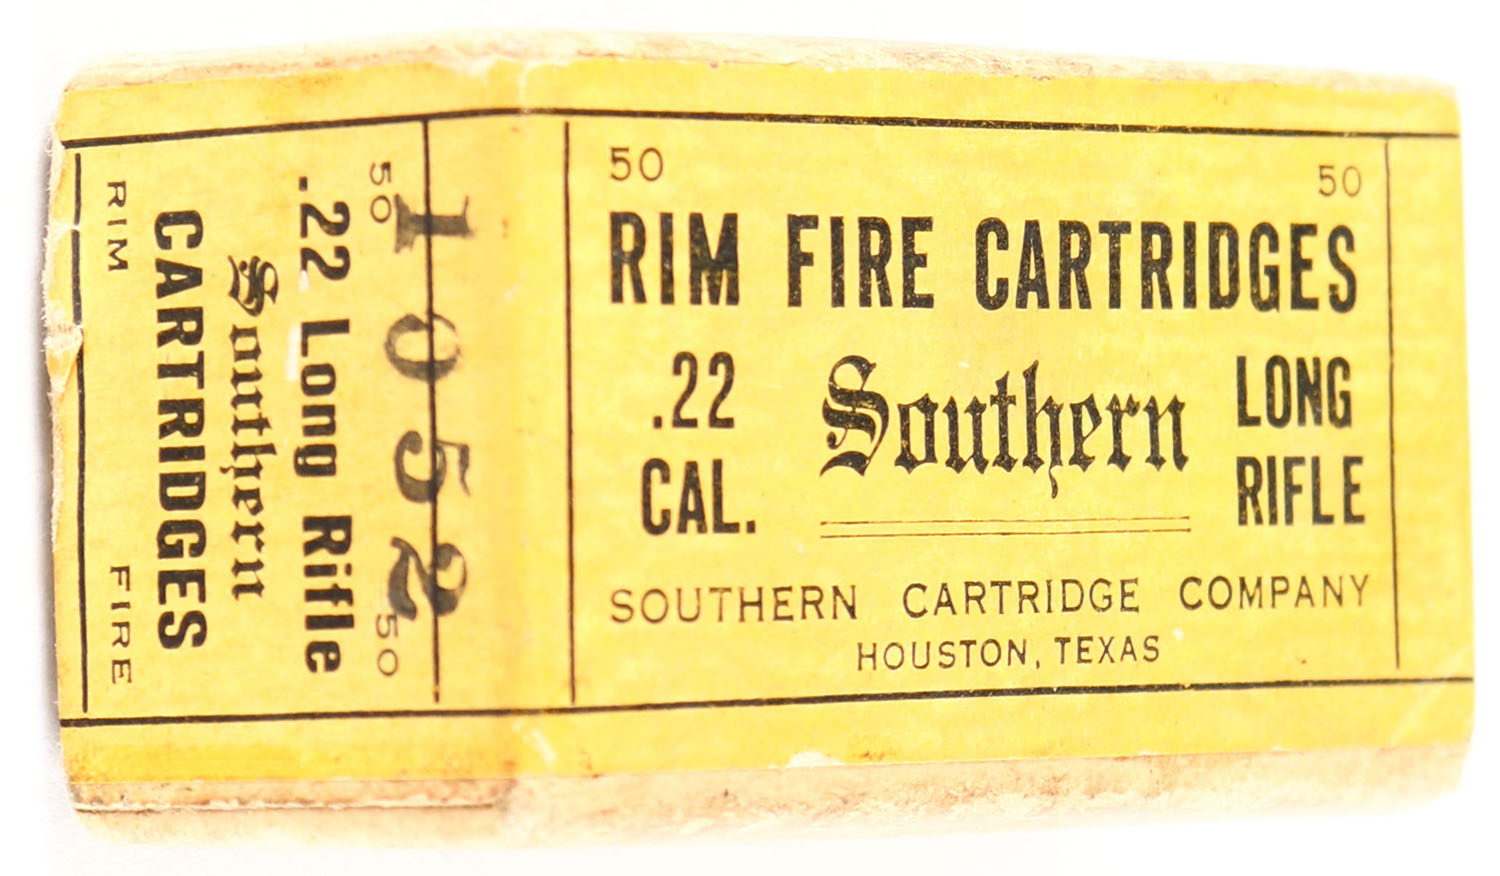 50 50
RIM FIRE CARTRIDGES
.22 Southern LONG
CAL. RIFLE
SOUTHERN CARTRIDGE COMPANY
HOUSTON, TEXAS
1052
50 50
.22 Long Rifle
Southern
CARTRIDGES
RIM FIRE